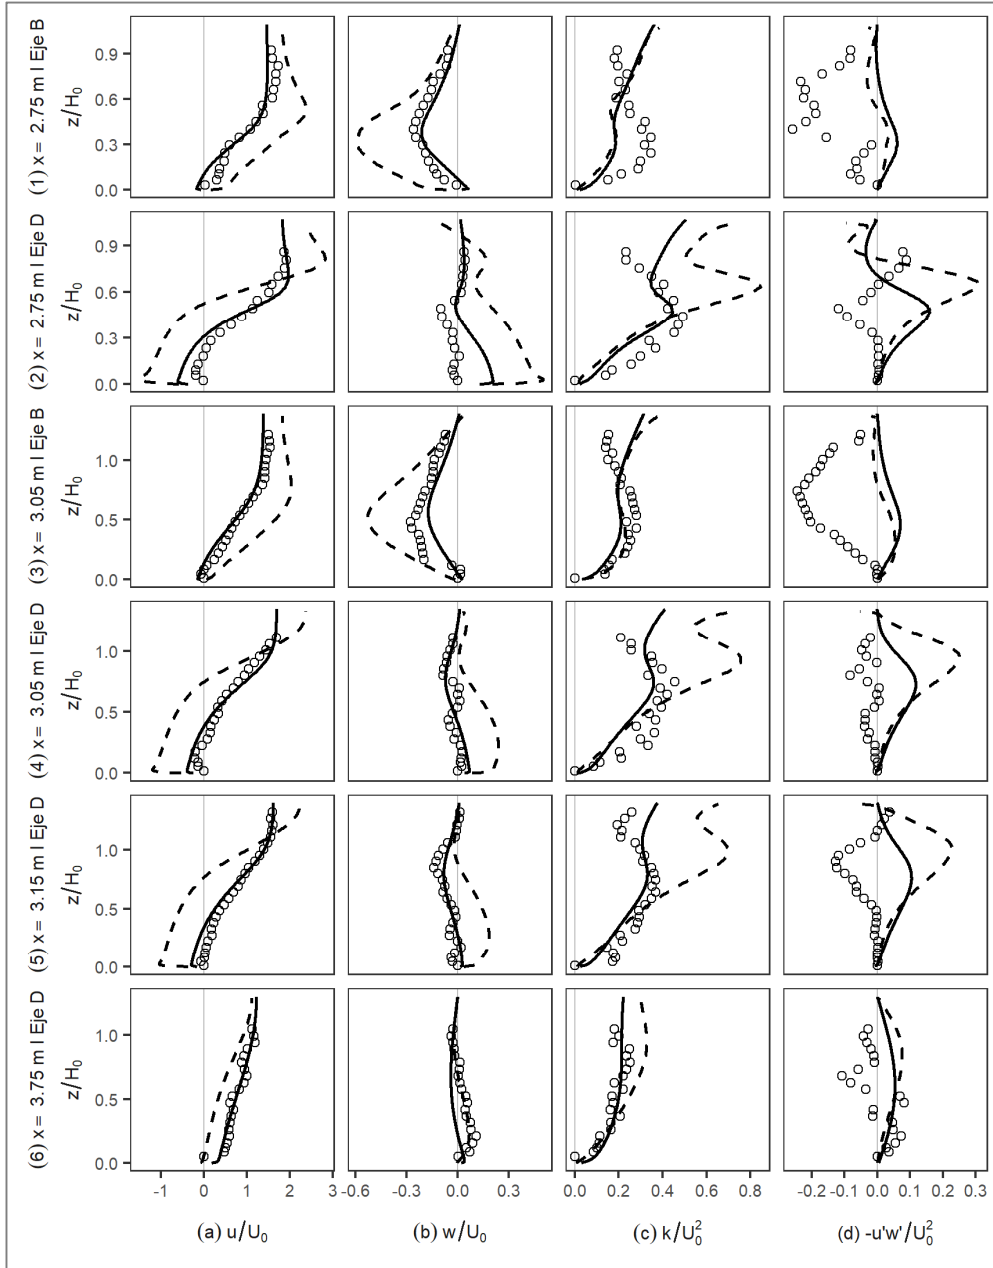 (1) x = 2.75 m | Eje B
z/H₀
0.9
0.6
0.3
0.0
(2) x = 2.75 m | Eje D
z/H₀
0.9
0.6
0.3
0.0
(3) x = 3.05 m | Eje B
z/H₀
1.0
0.5
0.0
(4) x = 3.05 m | Eje D
z/H₀
1.0
0.5
0.0
(5) x = 3.15 m | Eje D
z/H₀
1.0
0.5
0.0
(6) x = 3.75 m | Eje D
z/H₀
1.0
0.5
0.0
-1 0 1 2 3
-0.6 -0.3 0.0 0.3
0.0 0.2 0.4 0.6 0.8
-0.2 0.0 0.1 0.2 0.3
(a) u/U₀
(b) w/U₀
(c) k/U₀²
(d) -u'w'/U₀²